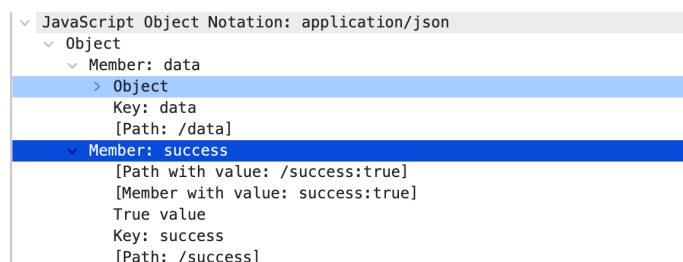 JavaScript Object Notation: application/json
Object
Member: data
Object
Key: data
[Path: /data]
Member: success
[Path with value: /success:true]
[Member with value: success:true]
True value
Key: success
[Path: /success]